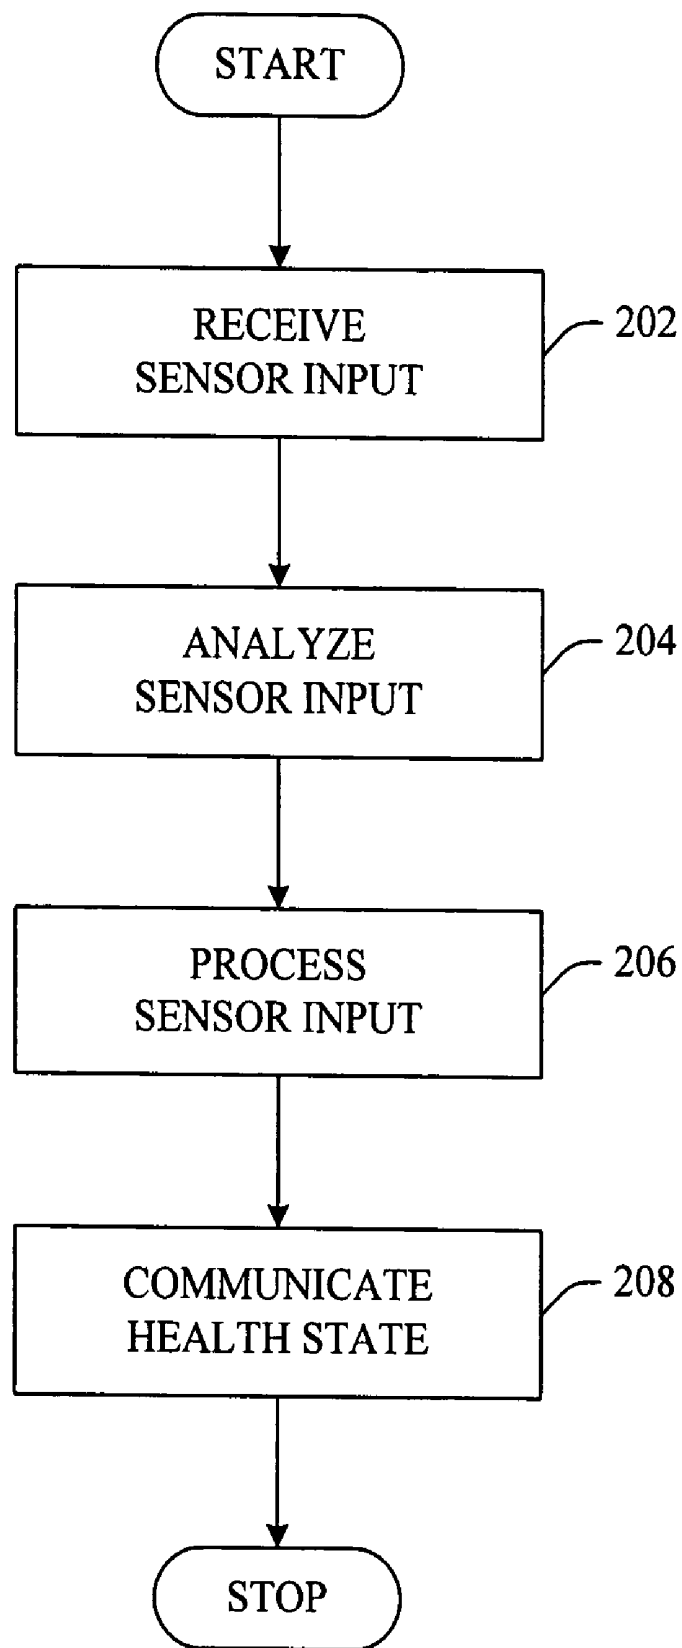 START
RECEIVE
SENSOR INPUT
202
ANALYZE
SENSOR INPUT
204
PROCESS
SENSOR INPUT
206
COMMUNICATE
HEALTH STATE
208
STOP